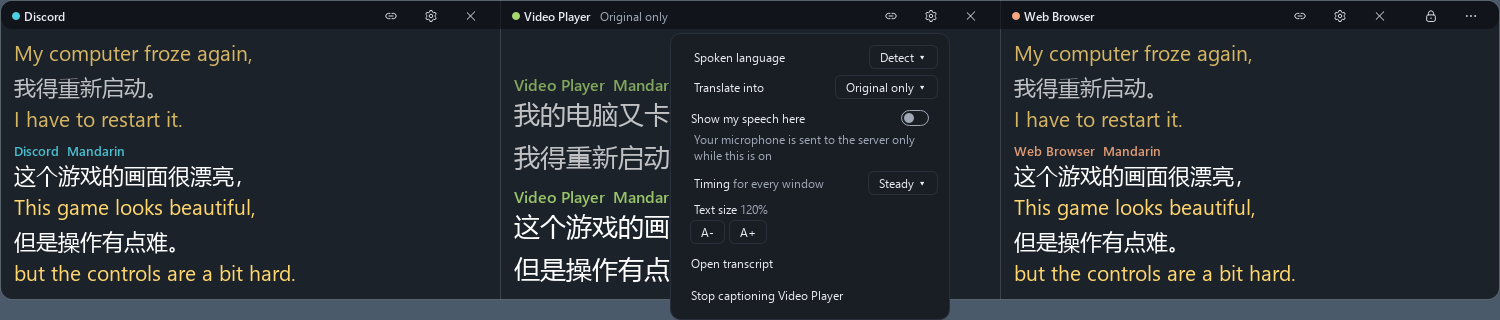 Discord
My computer froze again,
我得重新启动。
I have to restart it.
Discord Mandarin
这个游戏的画面很漂亮，
This game looks beautiful,
但是操作有点难。
but the controls are a bit hard.
Video Player Original only
Video Player Mandar
我的电脑又卡
我得重新启动
Video Player Mandar
这个游戏的画
但是操作有点
Spoken language Detect
Translate into Original only
Show my speech here
Your microphone is sent to the server only
while this is on
Timing for every window Steady
Text size 120%
A- A+
Open transcript
Stop captioning Video Player
Web Browser
My computer froze again,
我得重新启动。
I have to restart it.
Web Browser Mandarin
这个游戏的画面很漂亮，
This game looks beautiful,
但是操作有点难。
but the controls are a bit hard.